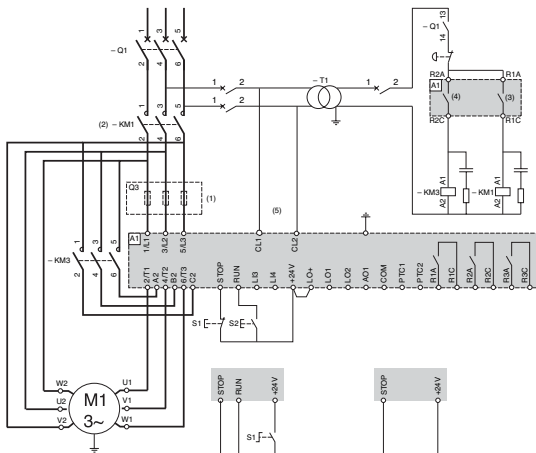 – Q1
1 3 5
2 4 6
1 2
1 2
– T1
1 2
– Q1
13
14
R2A R1A
A1
(4) (3)
R2C R1C
(2) – KM1
1 3 5
2 4 6
Q3
(1)
(5)
– KM3
A1
A2
– KM1
A1
A2
A1
1/L1 3/L2 5/L3 CL1 CL2
– KM3
1 3 5
2 4 6
2/T1 A2 4/T2 B2 6/T3 C2 STOP RUN LI3 LI4 +24V LO+ LO1 LO2 AO1 COM PTC1 PTC2 R1A R1C R2A R2C R3A R3C
S1 S2
W2 U1
U2 V1
V2 W1
M1
3~
STOP RUN +24V
S1
STOP +24V